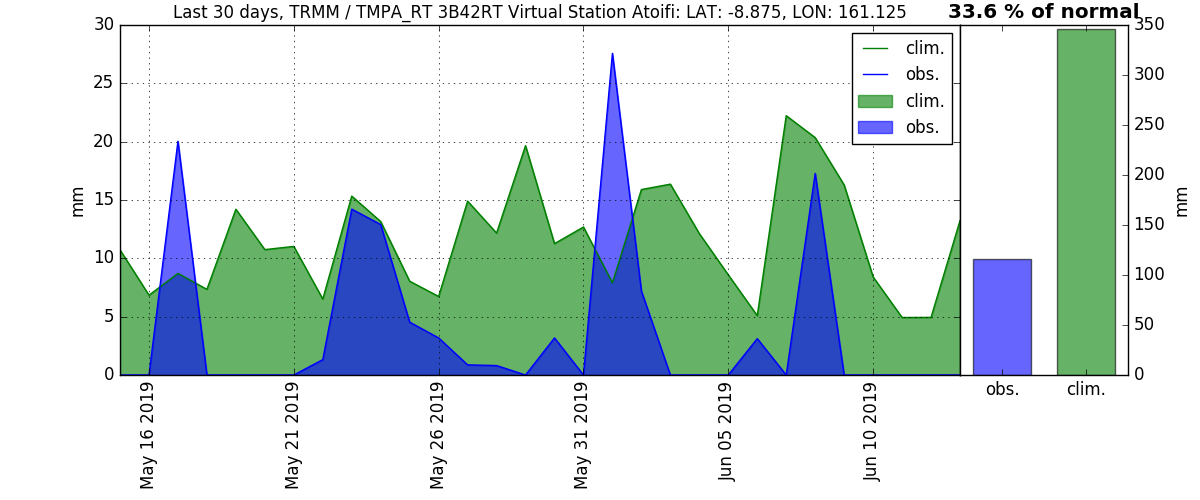 Last 30 days, TRMM / TMPA_RT 3B42RT Virtual Station Atoifi: LAT: -8.875, LON: 161.125
33.6 % of normal
30
25
20
15
10
5
0
mm
clim.
obs.
clim.
obs.
May 16 2019
May 21 2019
May 26 2019
May 31 2019
Jun 05 2019
Jun 10 2019
350
300
250
200
150
100
50
0
mm
obs.
clim.